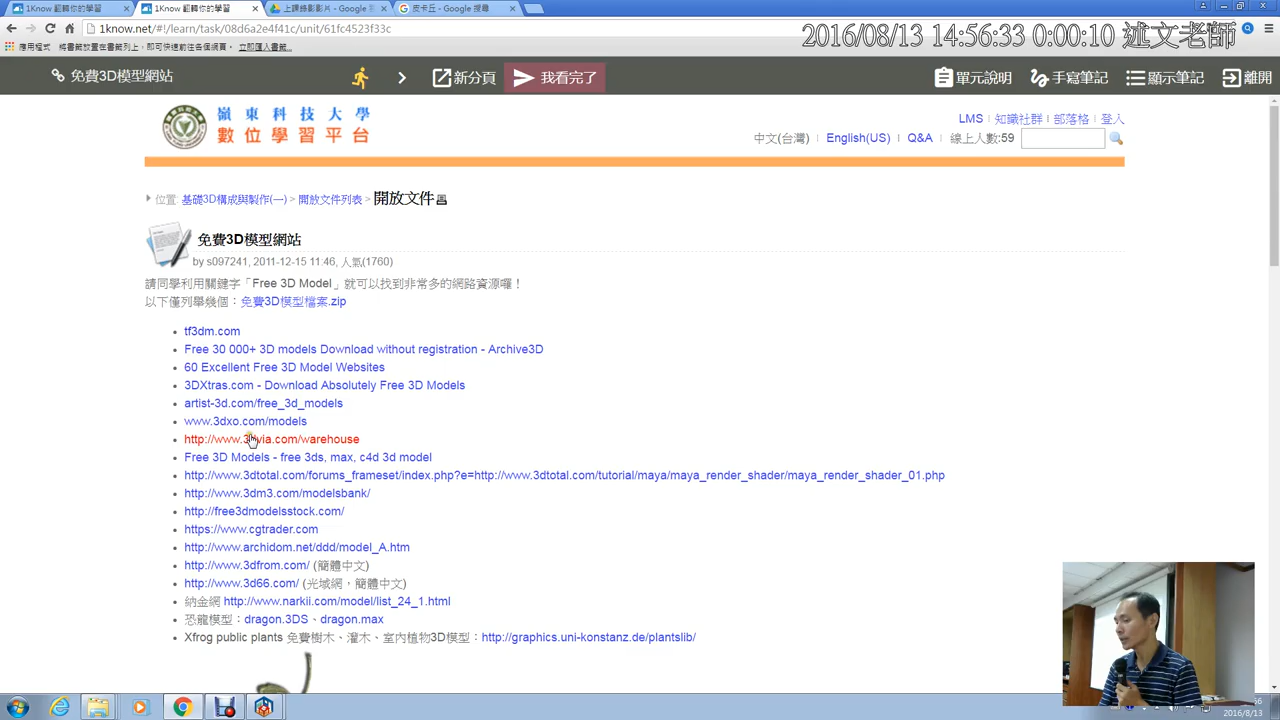 1Know 翻轉你的學習
1Know 翻轉你的學習
上課錄影影片 - Google
皮卡丘 - Google 搜尋
1know.net/#!/learn/task/08d6a2e4f41c/unit/61fc4523f33c
2016/08/13 14:56:33 0:00:10 述文老師
應用程式 將書籤放置在書籤列上，即可快速前往各個網頁。 立即匯入書籤...
免費3D模型網站
新分頁
我看完了
單元說明
手寫筆記
顯示筆記
離開
嶺東科技大學
數位學習平台
LMS | 知識社群 | 部落格 | 登入
中文(台灣) | English(US) | Q&A | 線上人數:59
位置: 基礎3D構成與製作(一) > 開放文件列表 > 開放文件
免費3D模型網站
by s097241, 2011-12-15 11:46, 人氣(1760)
請同學利用關鍵字「Free 3D Model」就可以找到非常多的網路資源囉！
以下僅列舉幾個：免費3D模型檔案.zip
tf3dm.com
Free 30 000+ 3D models Download without registration - Archive3D
60 Excellent Free 3D Model Websites
3DXtras.com - Download Absolutely Free 3D Models
artist-3d.com/free_3d_models
www.3dxo.com/models
http://www.3dvia.com/warehouse
Free 3D Models - free 3ds, max, c4d 3d model
http://www.3dtotal.com/forums_frameset/index.php?e=http://www.3dtotal.com/tutorial/maya/maya_render_shader/maya_render_shader_01.php
http://www.3dm3.com/modelsbank/
http://free3dmodelsstock.com/
https://www.cgtrader.com
http://www.archidom.net/ddd/model_A.htm
http://www.3dfrom.com/ (簡體中文)
http://www.3d66.com/ (光域網，簡體中文)
纳金網 http://www.narkii.com/model/list_24_1.html
恐龍模型：dragon.3DS、dragon.max
Xfrog public plants 免費樹木、灌木、室內植物3D模型：http://graphics.uni-konstanz.de/plantslib/
2016/8/13